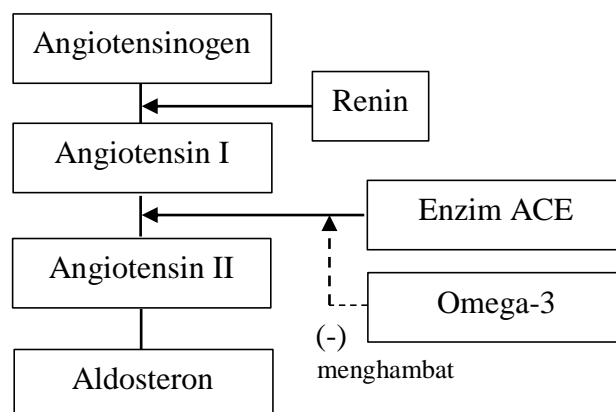 Angiotensinogen
Renin
Angiotensin I
Enzim ACE
Angiotensin II
Omega-3
(-)
menghambat
Aldosteron